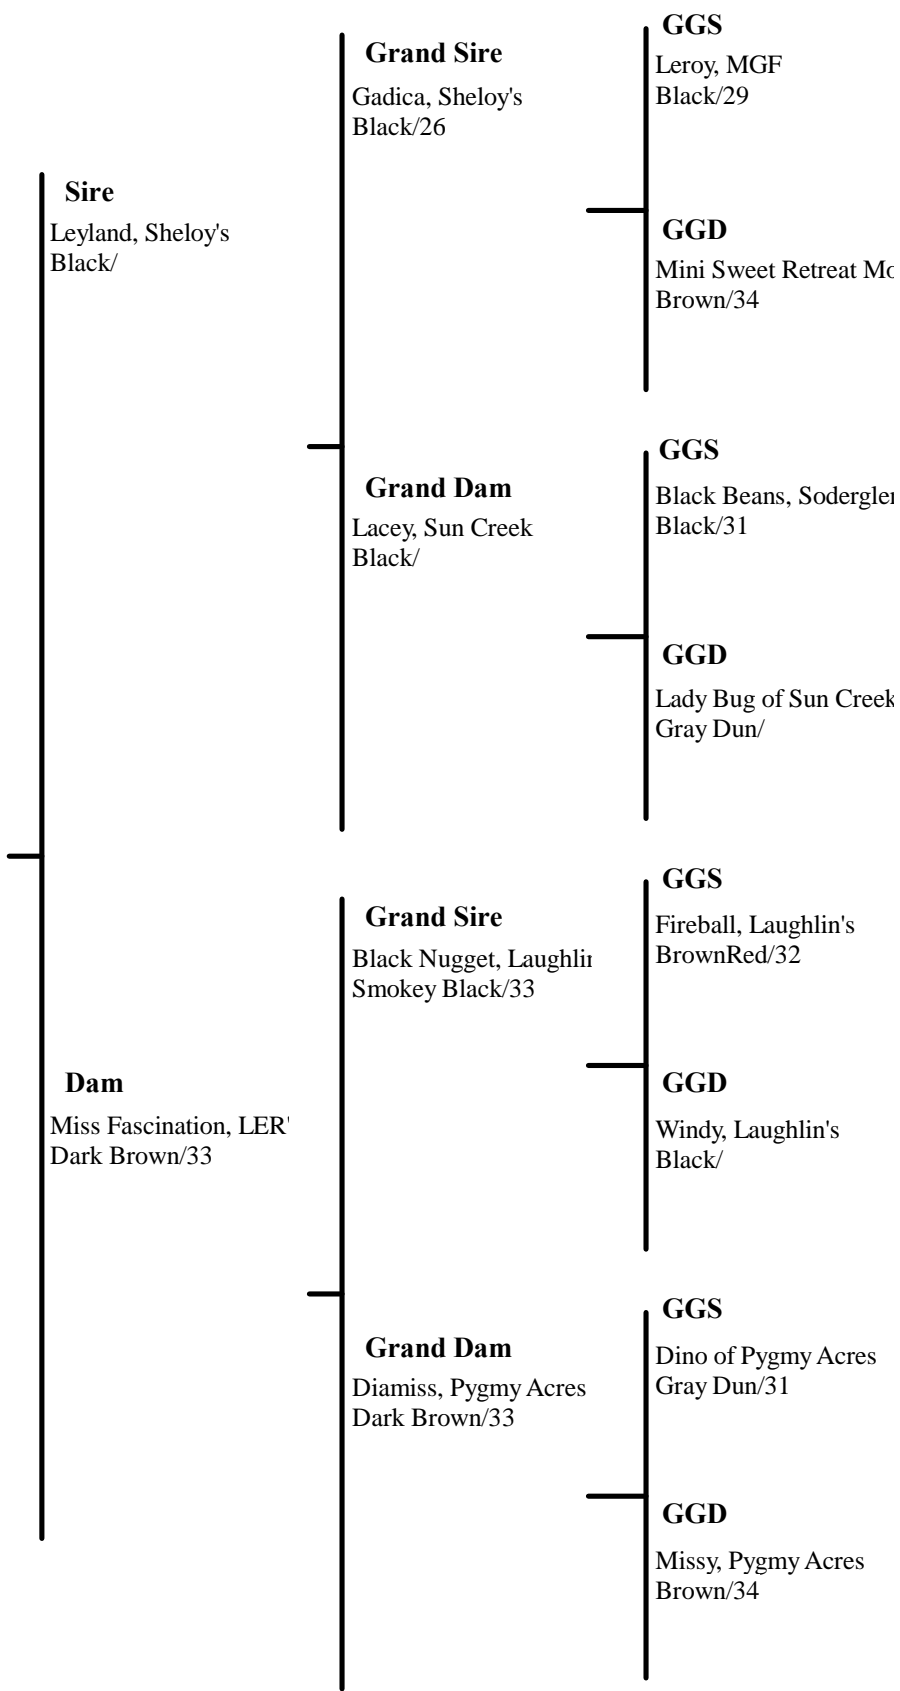 Sire
Leyland, Sheloy's
Black/
Dam
Miss Fascination, LER'
Dark Brown/33
Grand Sire
Gadica, Sheloy's
Black/26
Grand Dam
Lacey, Sun Creek
Black/
Grand Sire
Black Nugget,
Smokey Black/33
Grand Dam
Diamiss, Pygmy Acres
Dark Brown/33
GGS
Leroy, MGF
Black/29
GGD
Mini Sweet Retreat
Brown/34
GGS
Black Beans,
Black/31
GGD
Lady Bug of Sun Creek
Gray Dun/
GGS
Fireball, Laughlin's
BrownRed/32
GGD
Windy, Laughlin's
Black/
GGS
Dino of Pygmy Acres
Gray Dun/31
GGD
Missy, Pygmy Acres
Brown/34